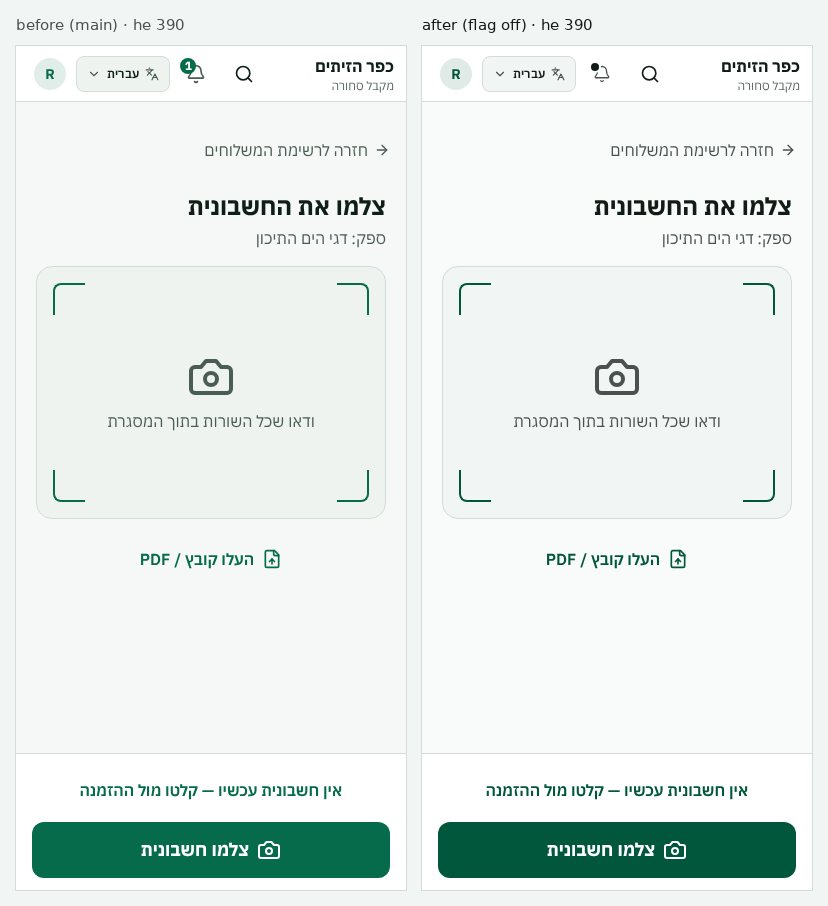 before (main) · he 390
כפר הזיתים
מקבל סחורה
1
עברית
R
חזרה לרשימת המשלוחים
צלמו את החשבונית
ספק: דגי הים התיכון
ודאו שכל השורות בתוך המסגרת
העלו קובץ / PDF
אין חשבונית עכשיו — קלטו מול ההזמנה
צלמו חשבונית
after (flag off) · he 390
כפר הזיתים
מקבל סחורה
עברית
R
חזרה לרשימת המשלוחים
צלמו את החשבונית
ספק: דגי הים התיכון
ודאו שכל השורות בתוך המסגרת
העלו קובץ / PDF
אין חשבונית עכשיו — קלטו מול ההזמנה
צלמו חשבונית